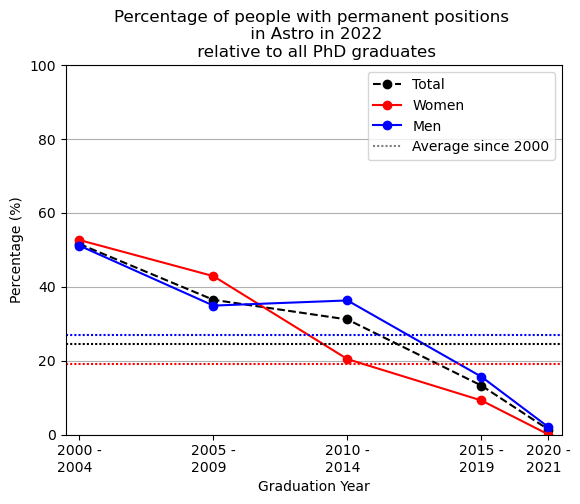 Percentage of people with permanent positions
in Astro in 2022
relative to all PhD graduates
100
80
60
40
20
0
Percentage (%)
Total
Women
Men
Average since 2000
2000 -
2004
2005 -
2009
2010 -
2014
2015 -
2019
2020 -
2021
Graduation Year